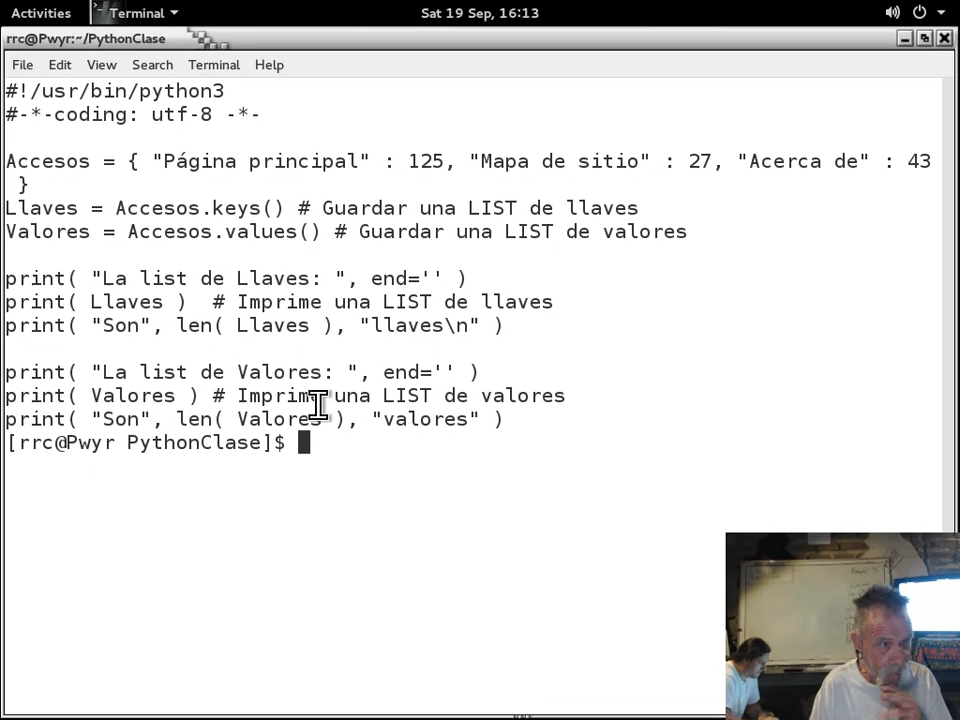 Activities Terminal Sat 19 Sep, 16:13
rrc@Pwyr:~/PythonClase
File Edit View Search Terminal Help
#!/usr/bin/python3
#-*-coding: utf-8 -*-
Accesos = { "Página principal" : 125, "Mapa de sitio" : 27, "Acerca de" : 43
}
Llaves = Accesos.keys() # Guardar una LIST de llaves
Valores = Accesos.values() # Guardar una LIST de valores
print( "La list de Llaves: ", end='' )
print( Llaves )  # Imprime una LIST de llaves
print( "Son", len( Llaves ), "llaves\n" )
print( "La list de Valores: ", end='' )
print( Valores ) # Imprime una LIST de valores
print( "Son", len( Valores ), "valores" )
[rrc@Pwyr PythonClase]$